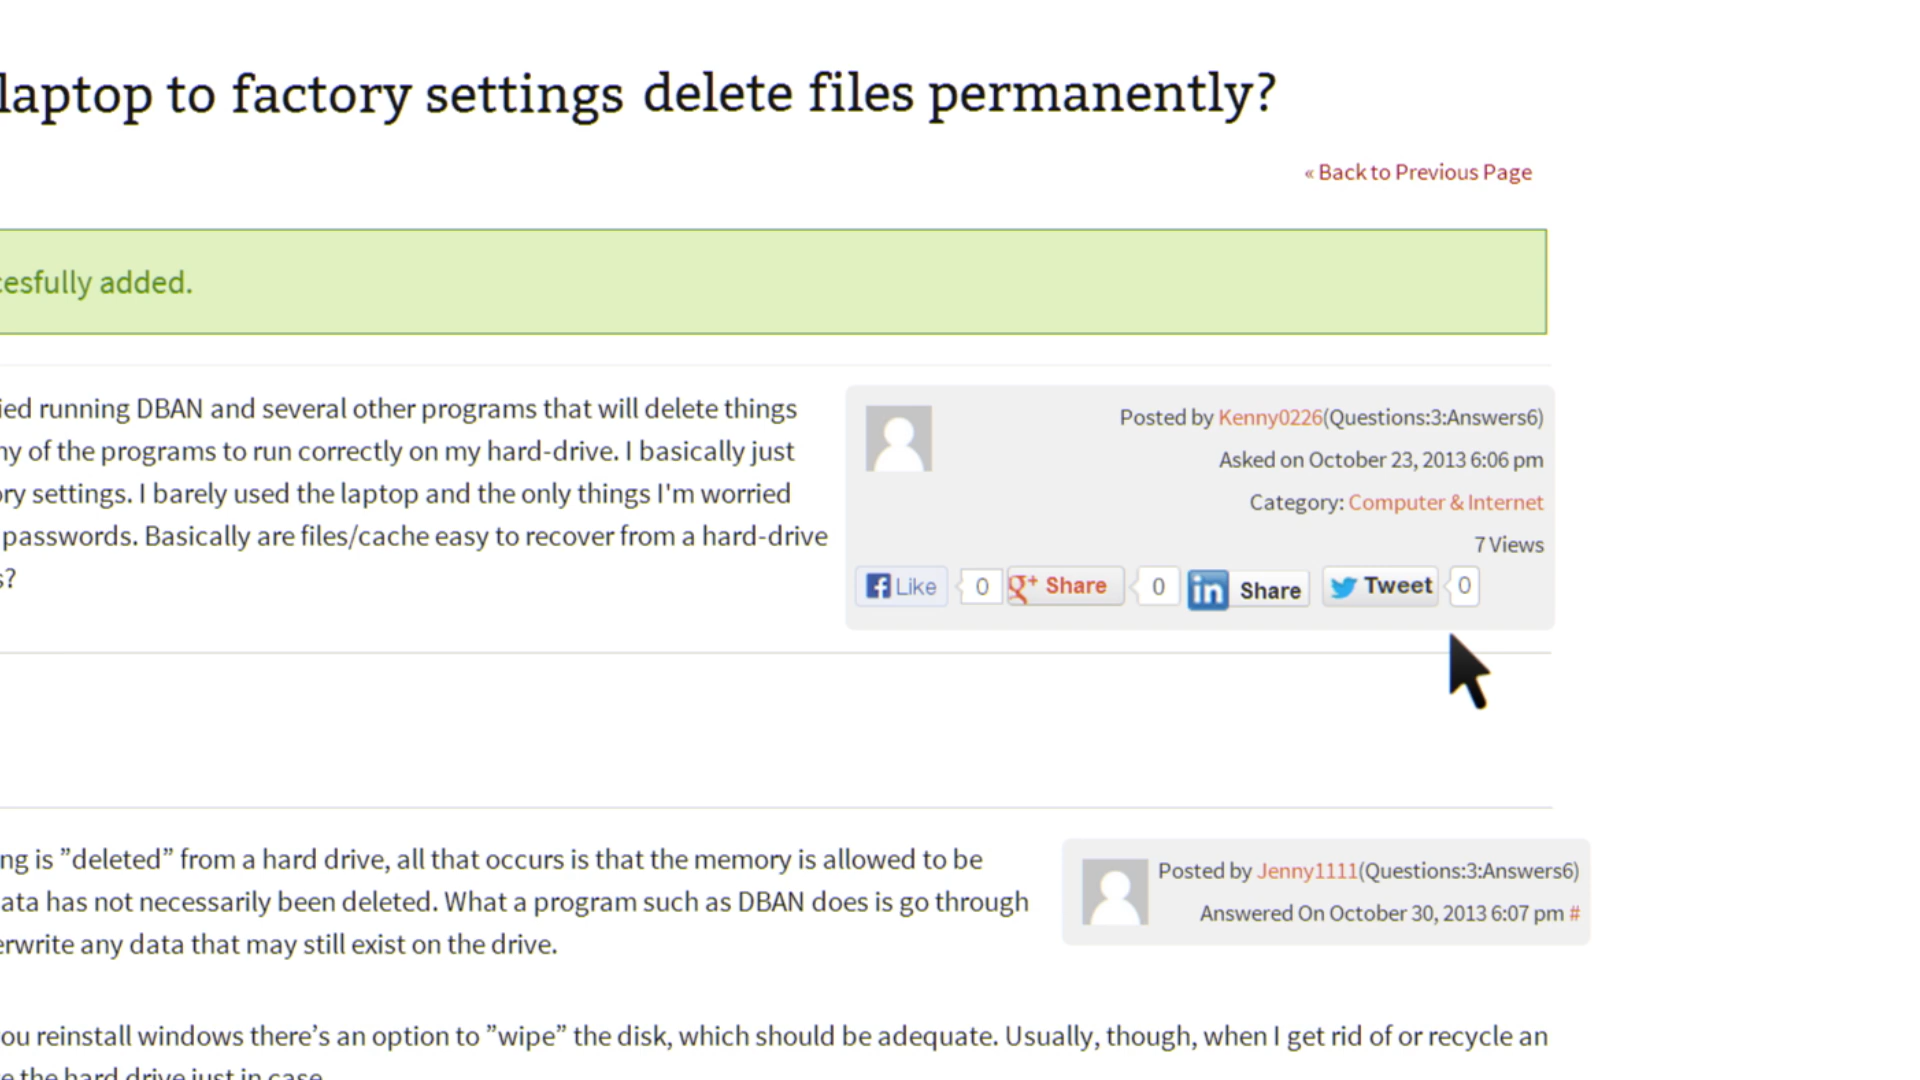 laptop to factory settings delete files permanently?
« Back to Previous Page
cesfully added.
ied running DBAN and several other programs that will delete things
ny of the programs to run correctly on my hard-drive. I basically just
ory settings. I barely used the laptop and the only things I'm worried
passwords. Basically are files/cache easy to recover from a hard-drive
s?
Posted by Kenny0226(Questions:3:Answers6)
Asked on October 23, 2013 6:06 pm
Category: Computer & Internet
7 Views
Like 0 g+ Share 0 in Share Tweet 0
ng is ”deleted” from a hard drive, all that occurs is that the memory is allowed to be
ata has not necessarily been deleted. What a program such as DBAN does is go through
erwrite any data that may still exist on the drive.
Posted by Jenny1111(Questions:3:Answers6)
Answered On October 30, 2013 6:07 pm #
ou reinstall windows there’s an option to ”wipe” the disk, which should be adequate. Usually, though, when I get rid of or recycle an
e the hard drive just in case.